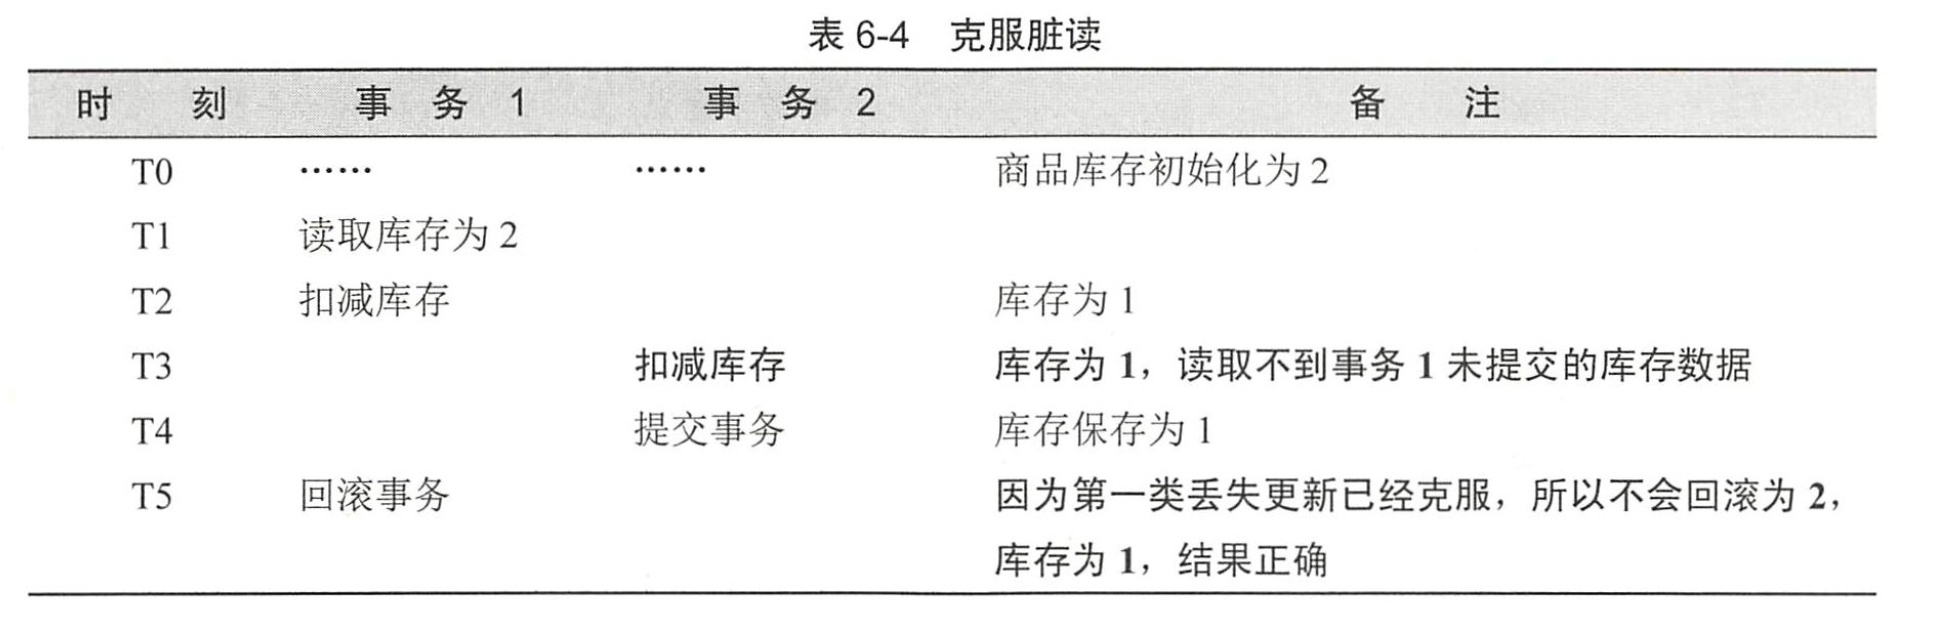 表 6-4 克服脏读
时 刻 事 务 1 事 务 2 备 注
T0 …… …… 商品库存初始化为 2
T1 读取库存为 2
T2 扣减库存 库存为 1
T3 扣减库存 库存为 1，读取不到事务 1 未提交的库存数据
T4 提交事务 库存保存为 1
T5 回滚事务 因为第一类丢失更新已经克服，所以不会回滚为 2，
库存为 1，结果正确